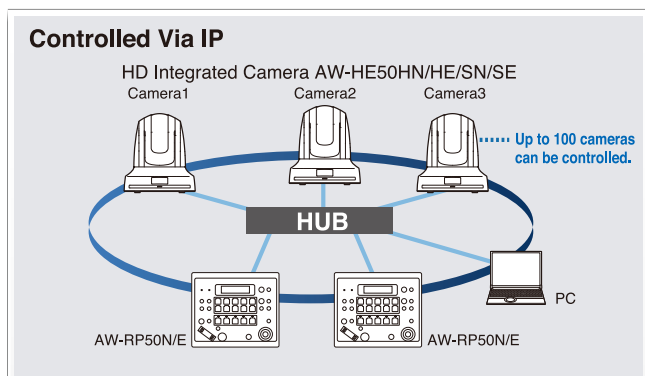 Controlled Via IP
HD Integrated Camera AW-HE50HN/HE/SN/SE
Camera1
Camera2
Camera3
Up to 100 cameras
can be controlled.
HUB
PC
AW-RP50N/E
AW-RP50N/E